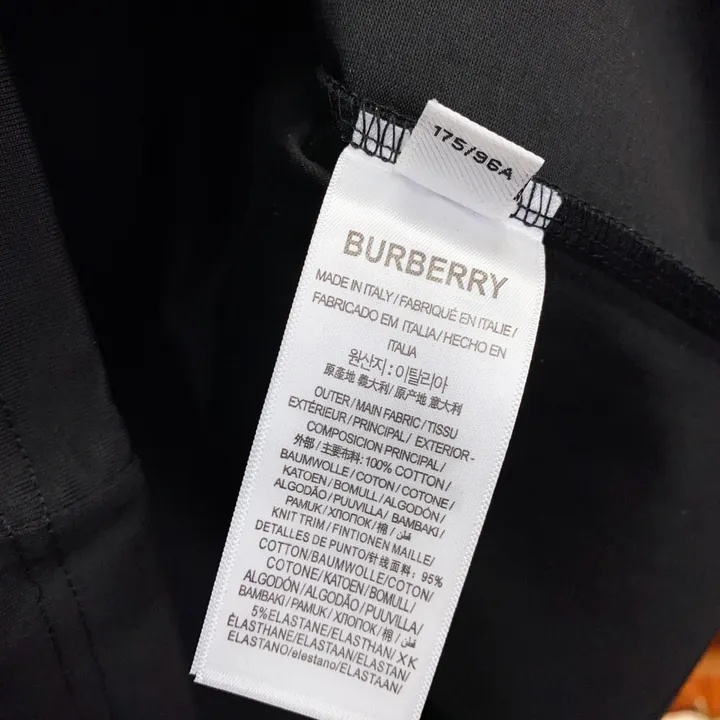 175/96A
BURBERRY
MADE IN ITALY / FABRIQUÉ EN ITALIE /
FABRICADO EM ITALIA / HECHO EN
ITALIA
원산지 : 이탈리아
原產地 義大利 / 原产地 意大利
OUTER / MAIN FABRIC / TISSU
EXTÉRIEUR / PRINCIPAL / EXTERIOR -
COMPOSICION PRINCIPAL /
外部 / 主要布料: 100% COTTON /
BAUMWOLLE / COTON / COTONE /
KATOEN / BOMULL / ALGODÓN /
ALGODÃO / PUUVILLA / BAMBAKI /
PAMUK / ХЛОПОК / 棉 /
KNIT TRIM / FINTIONEN MAILLE /
DETALLES DE PUNTO / 针线面料: 95%
COTTON / BAUMWOLLE / COTON /
COTONE / KATOEN / BOMULL /
ALGODÓN / ALGODÃO / PUUVILLA /
BAMBAKI / PAMUK / ХЛОПОК / 棉 /
5% ELASTANE / ELASTHAN / XK
ÉLASTHANE / ELASTAAN / ELASTAN /
ELASTANO / elestano / ELASTAANI /